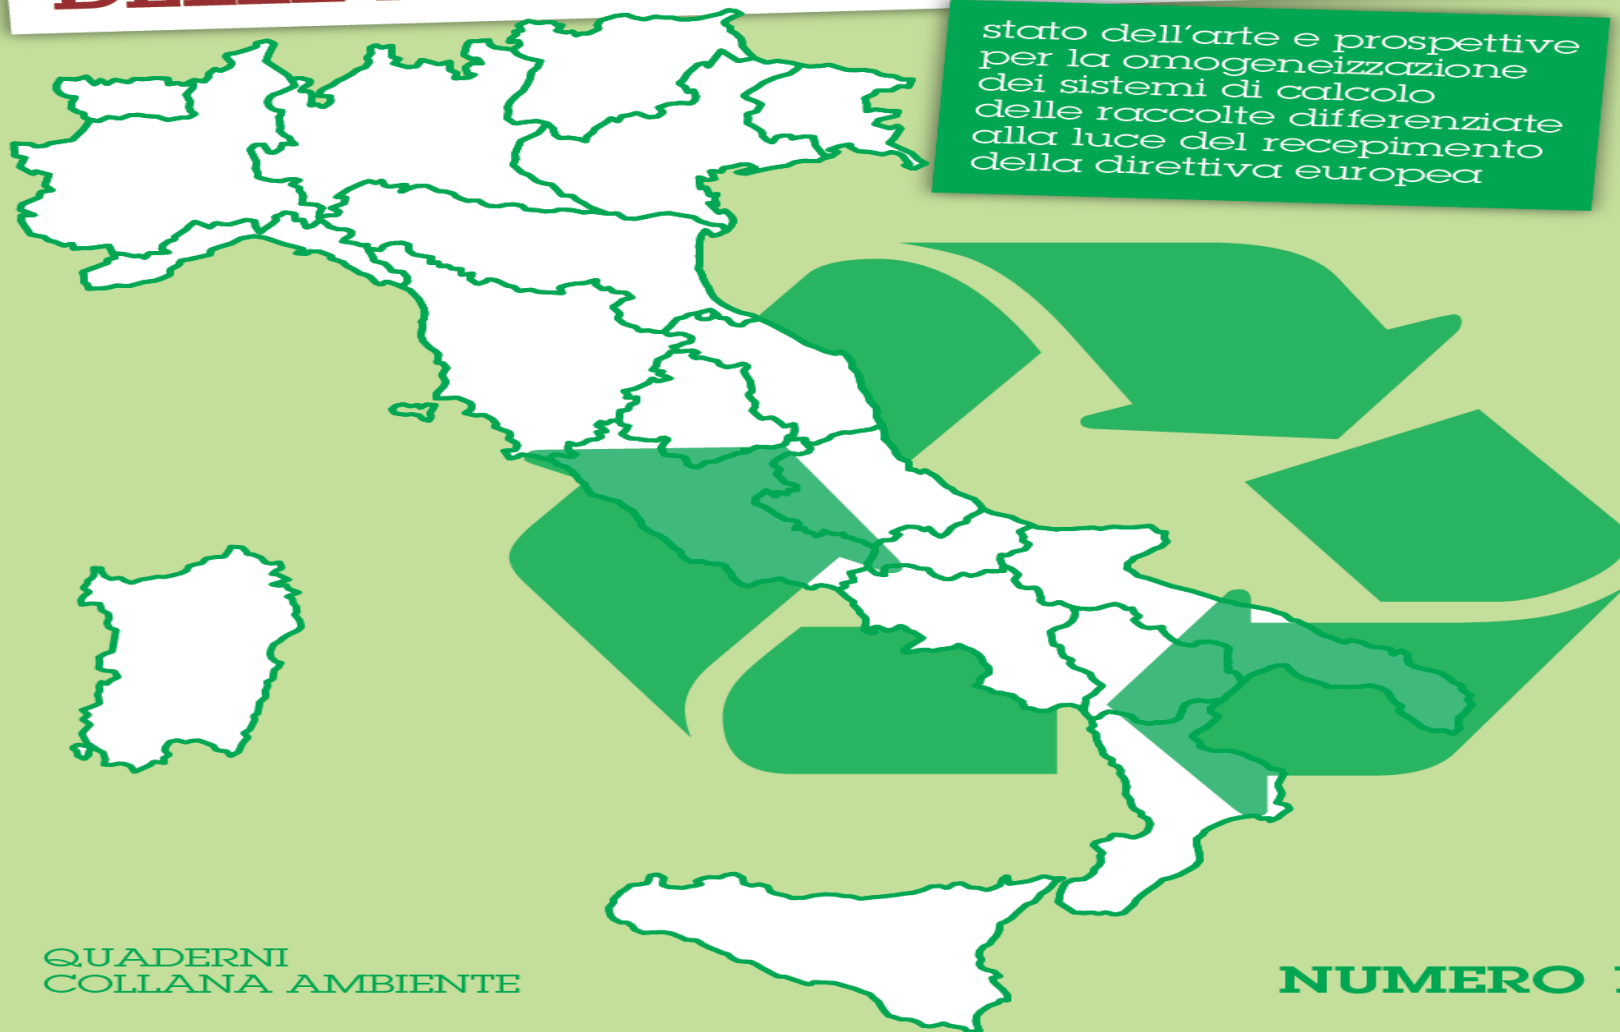 stato dell'arte e prospettive
per la omogeneizzazione
dei sistemi di calcolo
delle raccolte differenziate
alla luce del recepimento
della direttiva europea
QUADERNI
COLLANA AMBIENTE
NUMERO